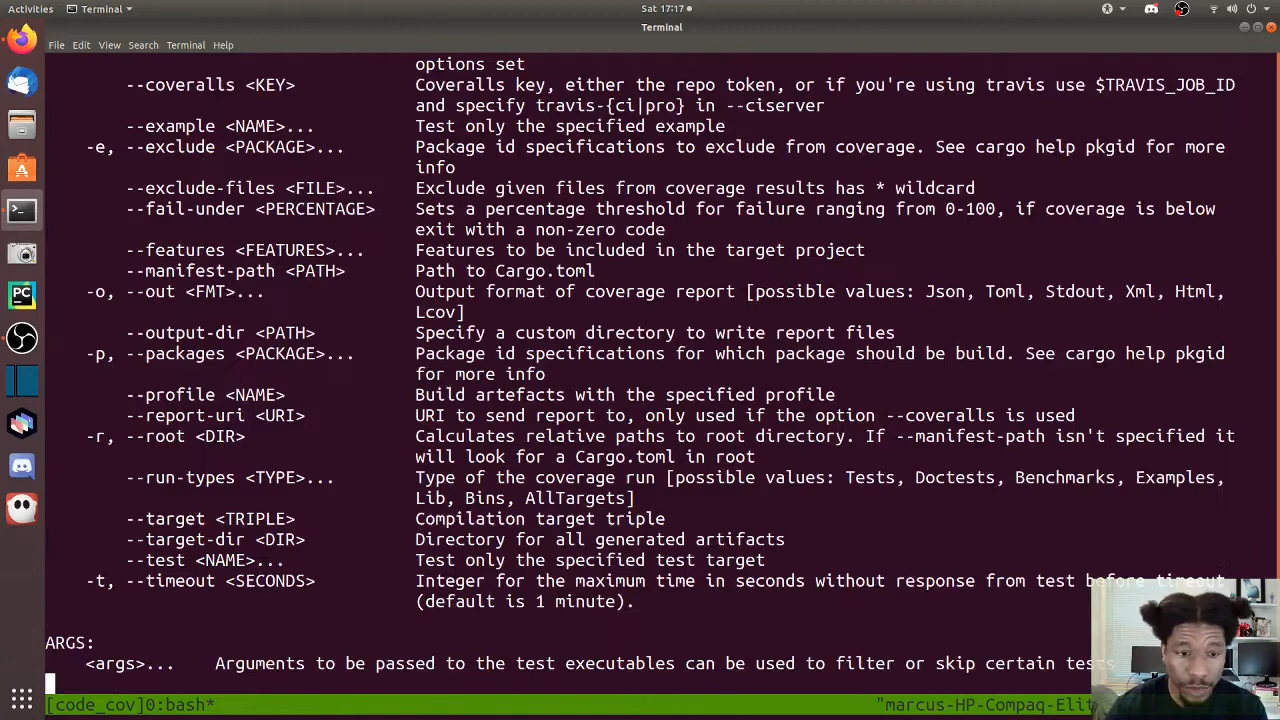 Activities
Terminal
Sat 17:17
Terminal
File Edit View Search Terminal Help
options set
--coveralls <KEY> Coveralls key, either the repo token, or if you're using travis use $TRAVIS_JOB_ID
and specify travis-{ci|pro} in --ciserver
--example <NAME>... Test only the specified example
-e, --exclude <PACKAGE>... Package id specifications to exclude from coverage. See cargo help pkgid for more
info
--exclude-files <FILE>... Exclude given files from coverage results has * wildcard
--fail-under <PERCENTAGE> Sets a percentage threshold for failure ranging from 0-100, if coverage is below
exit with a non-zero code
--features <FEATURES>... Features to be included in the target project
--manifest-path <PATH> Path to Cargo.toml
-o, --out <FMT>... Output format of coverage report [possible values: Json, Toml, Stdout, Xml, Html,
Lcov]
--output-dir <PATH> Specify a custom directory to write report files
-p, --packages <PACKAGE>... Package id specifications for which package should be build. See cargo help pkgid
for more info
--profile <NAME> Build artefacts with the specified profile
--report-uri <URI> URI to send report to, only used if the option --coveralls is used
-r, --root <DIR> Calculates relative paths to root directory. If --manifest-path isn't specified it
will look for a Cargo.toml in root
--run-types <TYPE>... Type of the coverage run [possible values: Tests, Doctests, Benchmarks, Examples,
Lib, Bins, AllTargets]
--target <TRIPLE> Compilation target triple
--target-dir <DIR> Directory for all generated artifacts
--test <NAME>... Test only the specified test target
-t, --timeout <SECONDS> Integer for the maximum time in seconds without response from test before timeout
(default is 1 minute).
ARGS:
<args>... Arguments to be passed to the test executables can be used to filter or skip certain tests
[code_cov]0:bash* "marcus-HP-Compaq-Elit